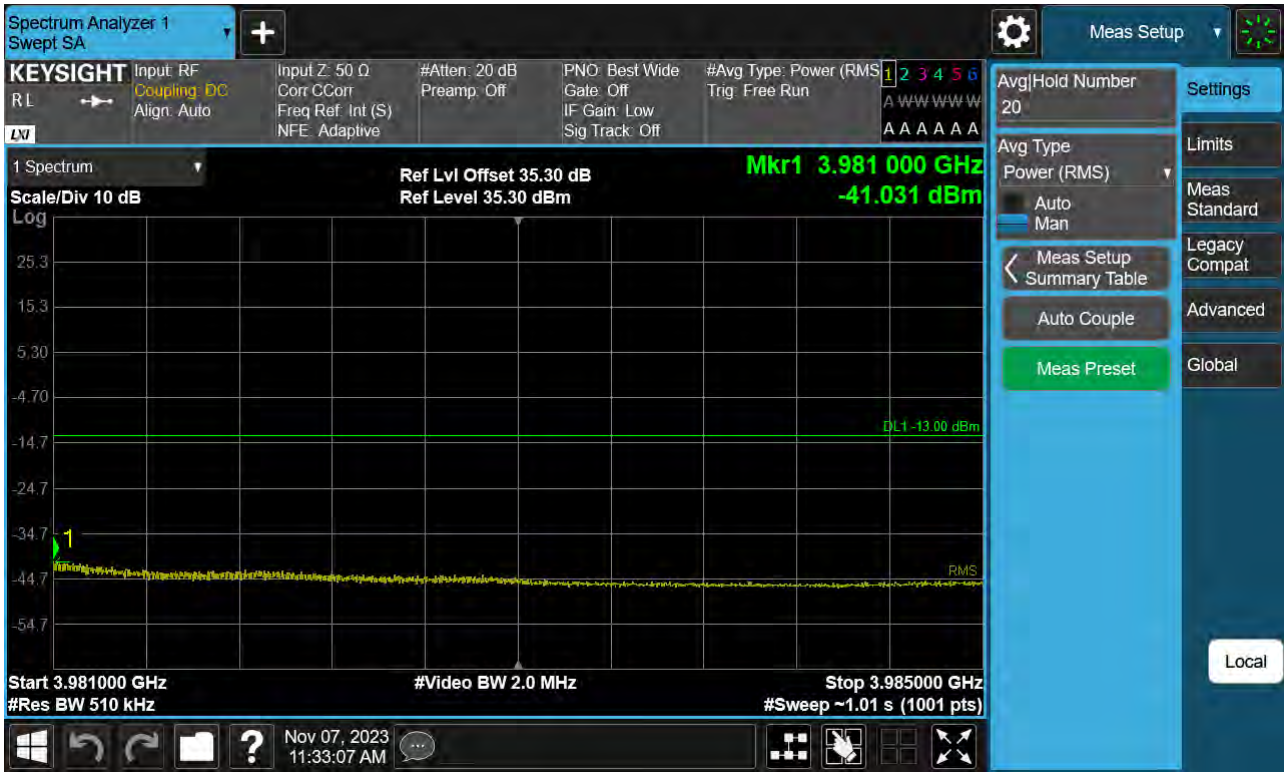 Spectrum Analyzer 1
Swept SA
+
Meas Setup
KEYSIGHT
RL
LXI
Input: RF
Coupling: DC
Align: Auto
Input Z: 50 Ω
Corr CCorr
Freq Ref: Int (S)
NFE: Adaptive
#Atten: 20 dB
Preamp: Off
PNO: Best Wide
Gate: Off
IF Gain: Low
Sig Track: Off
#Avg Type: Power (RMS
Trig: Free Run
1 2 3 4 5 6
A W W W W W
A A A A A A
1 Spectrum
Scale/Div 10 dB
Log
Ref Lvl Offset 35.30 dB
Ref Level 35.30 dBm
Mkr1 3.981 000 GHz
-41.031 dBm
25.3
15.3
5.30
-4.70
DL1 -13.00 dBm
-14.7
-24.7
-34.7
1
-44.7
RMS
-54.7
Start 3.981000 GHz
#Res BW 510 kHz
#Video BW 2.0 MHz
Stop 3.985000 GHz
#Sweep ~1.01 s (1001 pts)
Avg|Hold Number
20
Avg Type
Power (RMS)
Auto
Man
Meas Setup
Summary Table
Auto Couple
Meas Preset
Settings
Limits
Meas
Standard
Legacy
Compat
Advanced
Global
Local
?
Nov 07, 2023
11:33:07 AM